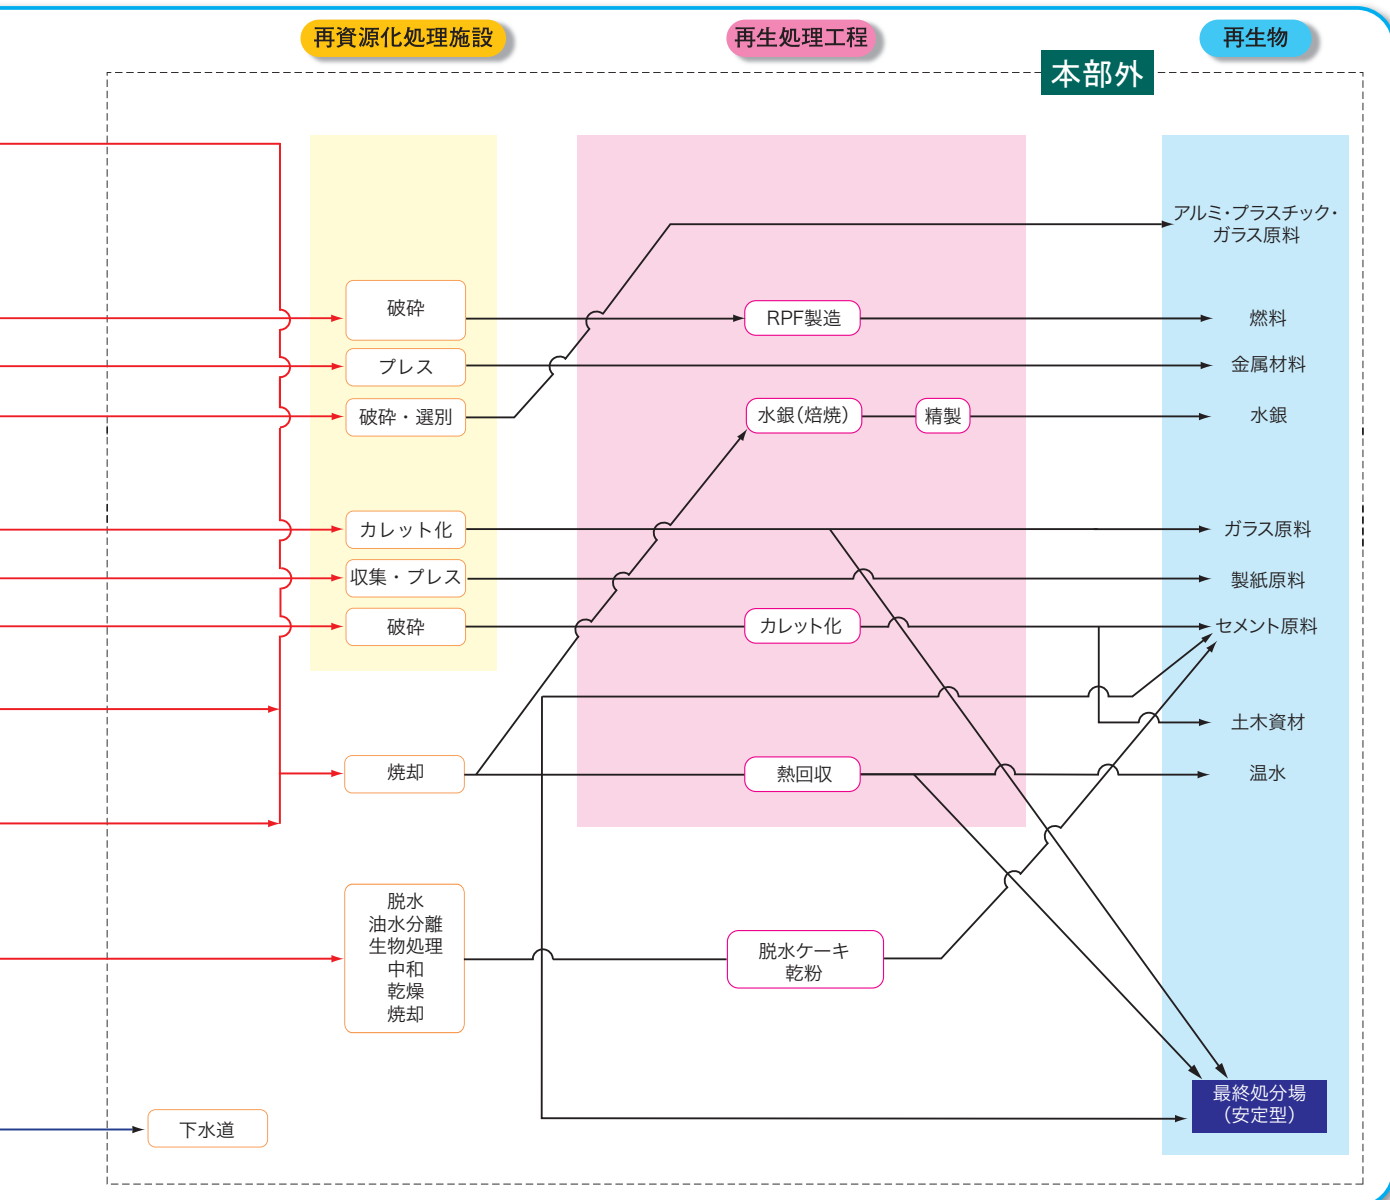 再資源化処理施設
再生処理工程
再生物
本部外
アルミ・プラスチック・
ガラス原料
破砕
RPF製造
燃料
プレス
金属材料
破砕・選別
水銀（焙焼）
精製
水銀
カレット化
ガラス原料
収集・プレス
製紙原料
破砕
カレット化
セメント原料
土木資材
焼却
熱回収
温水
脱水
油水分離
生物処理
中和
乾燥
焼却
脱水ケーキ
乾粉
最終処分場
（安定型）
下水道